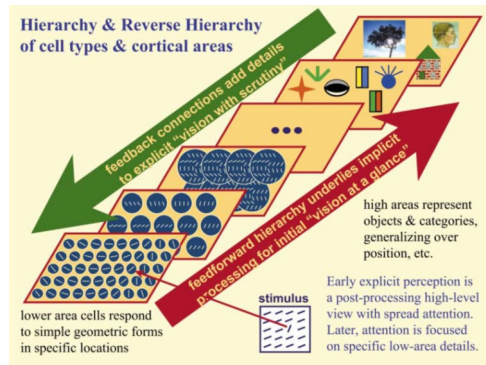 Hierarchy & Reverse Hierarchy
of cell types & cortical areas
feedback connections add details
to explicit “vision with scrutiny”
feedforward hierarchy underlies implicit
processing for initial “vision at a glance”
high areas represent
objects & categories,
generalizing over
position, etc.
stimulus
lower area cells respond
to simple geometric forms
in specific locations
Early explicit perception is
a post-processing high-level
view with spread attention.
Later, attention is focused
on specific low-area details.